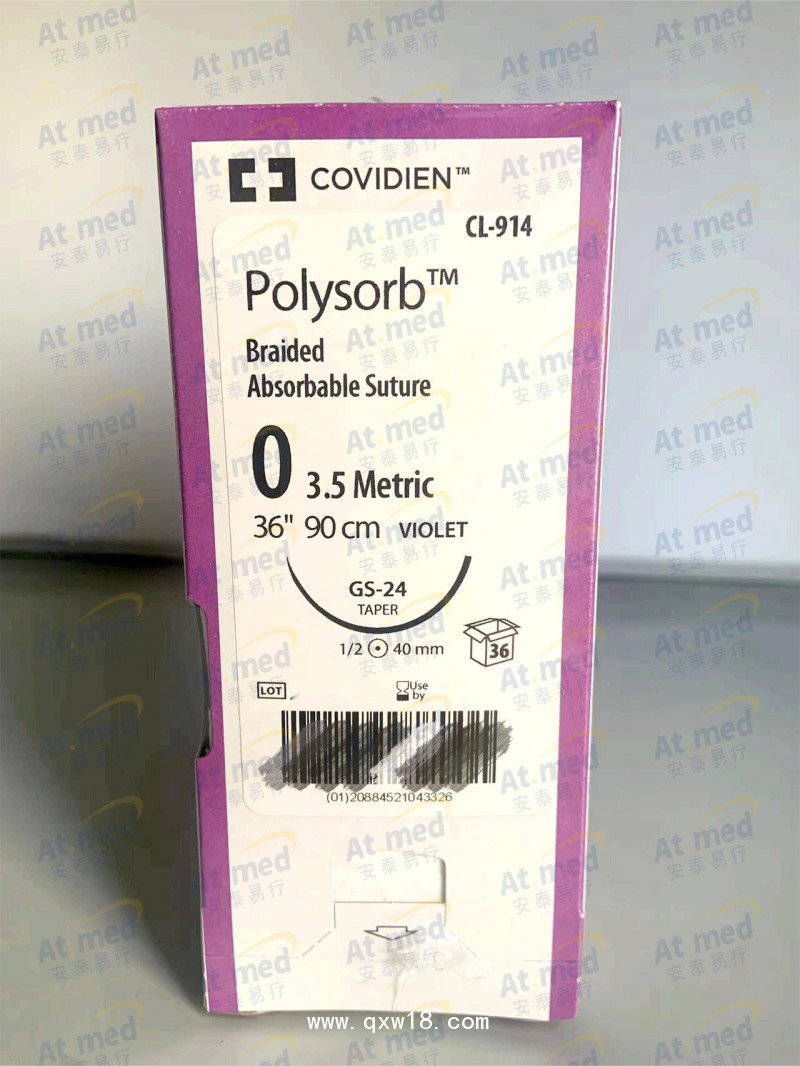 At med
安泰易行
COVIDIEN™
CL-914
Polysorb™
Braided
Absorbable Suture
0 3.5 Metric
36" 90 cm VIOLET
GS-24
TAPER
1/2 40 mm
36
LOT
Use
by
(01)20884521043326
www.qxw18.com